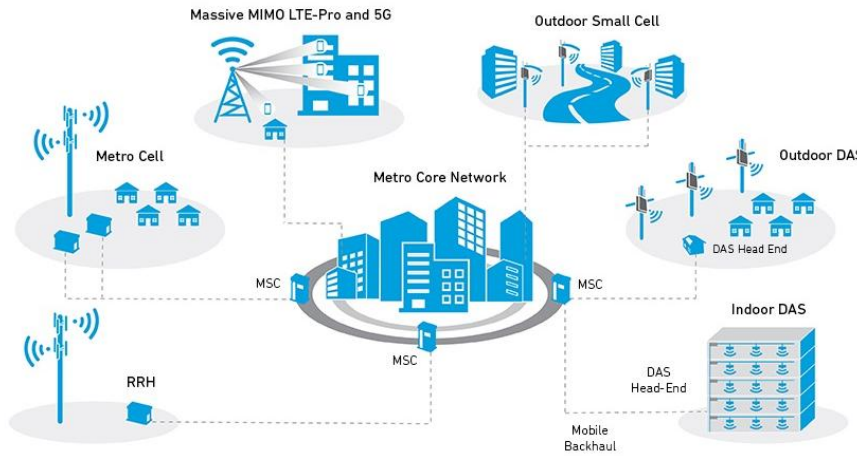 Massive MIMO LTE-Pro and 5G
Outdoor Small Cell
Metro Cell
Metro Core Network
Outdoor DAS
DAS Head End
MSC
MSC
MSC
Indoor DAS
RRH
DAS
Head-End
Mobile
Backhaul